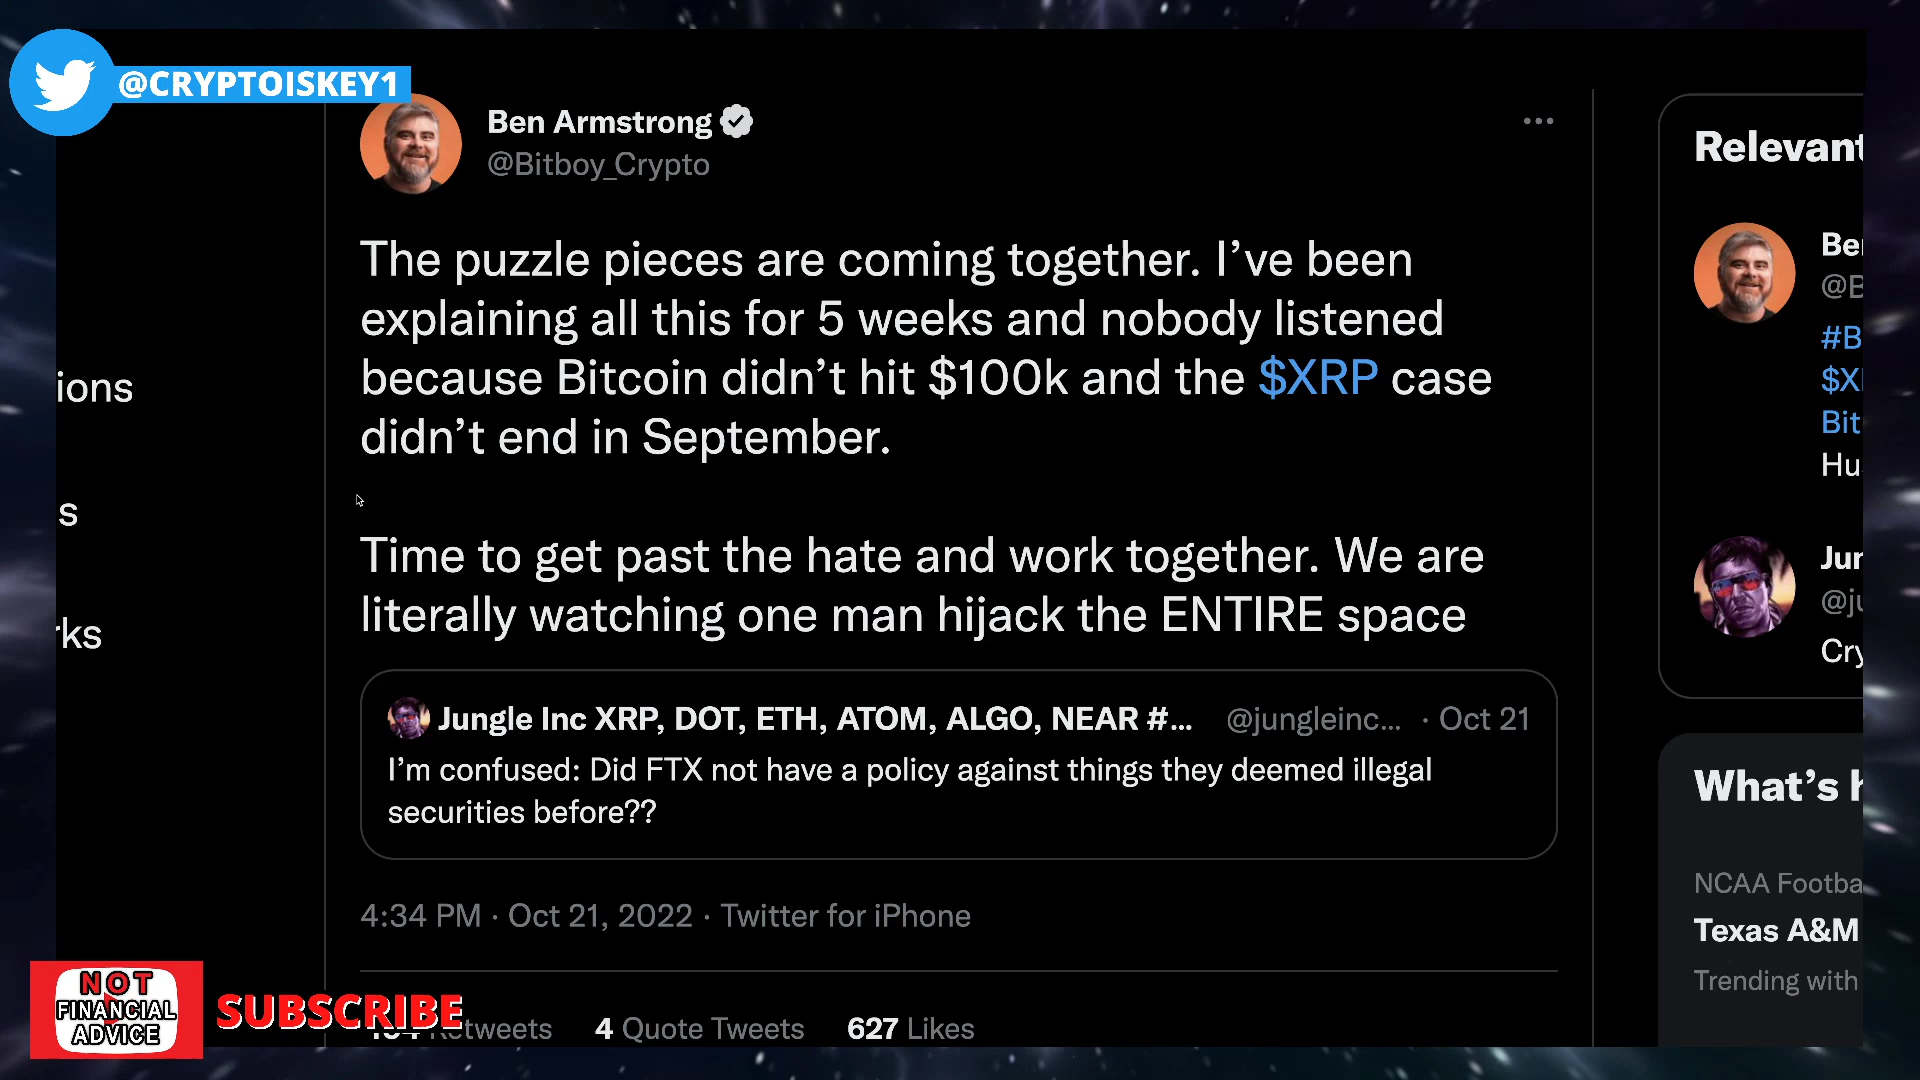 @CRYPTOISKEY1
Ben Armstrong
@Bitboy_Crypto
The puzzle pieces are coming together. I’ve been
explaining all this for 5 weeks and nobody listened
because Bitcoin didn’t hit $100k and the $XRP case
didn’t end in September.
Time to get past the hate and work together. We are
literally watching one man hijack the ENTIRE space
Jungle Inc XRP, DOT, ETH, ATOM, ALGO, NEAR #... @jungleinc... · Oct 21
I’m confused: Did FTX not have a policy against things they deemed illegal
securities before??
4:34 PM · Oct 21, 2022 · Twitter for iPhone
4 Quote Tweets 627 Likes
ions
s
rks
Relevant
Be
@B
#B
$X
Bit
Hu
Jun
@ju
Cry
What’s h
NCAA Footba
Texas A&M
Trending with
NOT
FINANCIAL
ADVICE
SUBSCRIBE